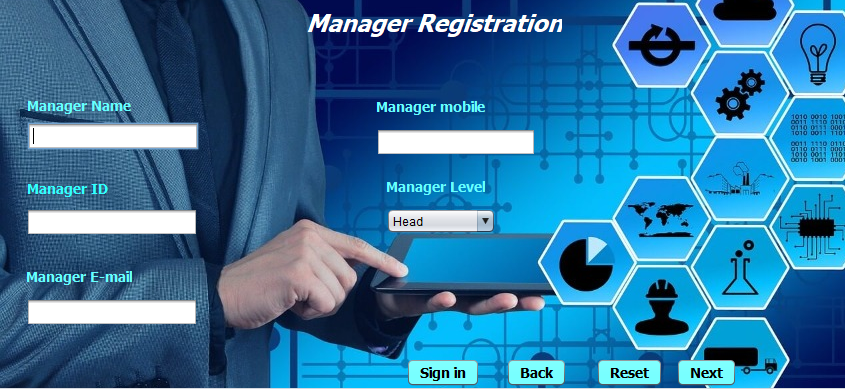 Manager Registration
Manager Name
Manager mobile
Manager ID
Manager Level
Head
Manager E-mail
Sign in
Back
Reset
Next